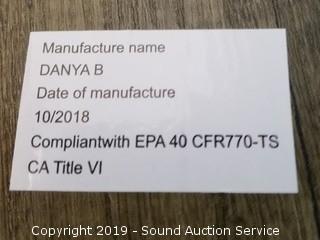 Manufacture name
DANYA B
Date of manufacture
10/2018
Compliantwith EPA 40 CFR770-TS
CA Title VI
Copyright 2019 - Sound Auction Service